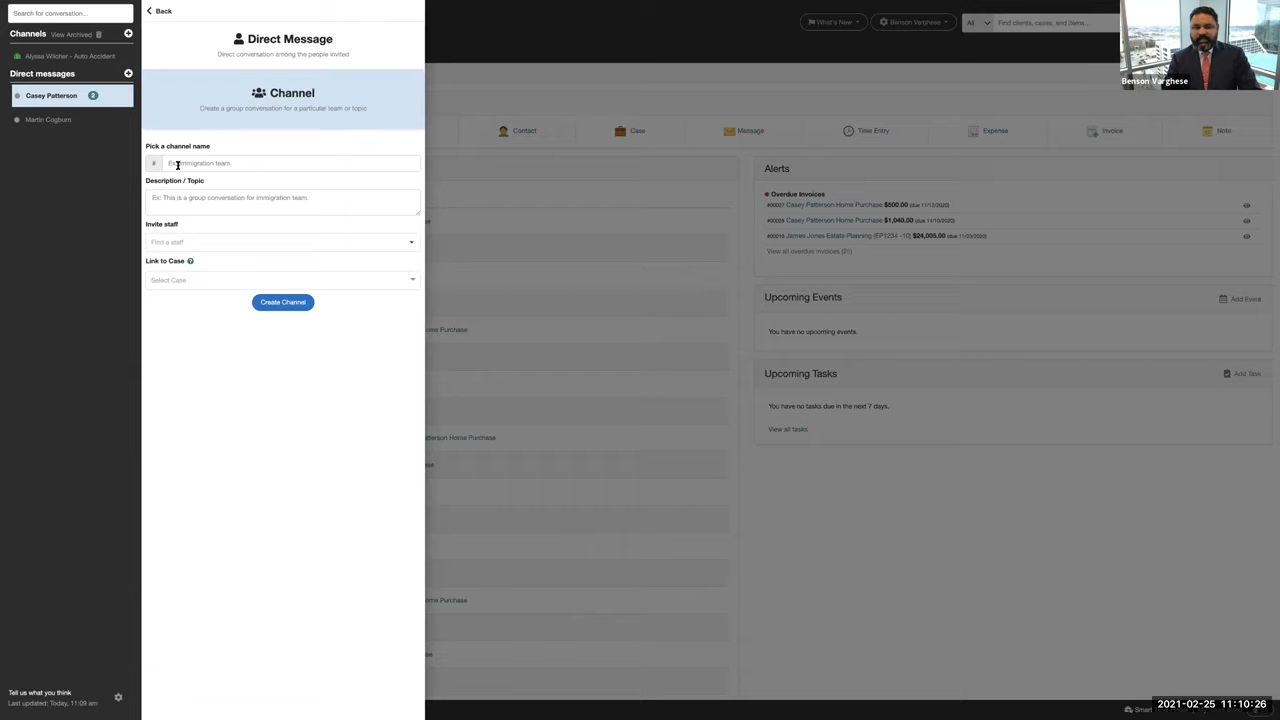 Search for conversation...
Channels View Archived
Alyssa Wilcher - Auto Accident
Direct messages
Casey Patterson 2
Martin Cogburn
Tell us what you think
Last updated: Today, 11:09 am
Back
Direct Message
Direct conversation among the people invited
Channel
Create a group conversation for a particular team or topic
Pick a channel name
# Ex: Immigration team
Description / Topic
Ex: This is a group conversation for immigration team.
Invite staff
Find a staff
Link to Case
Select Case
Create Channel
What's New
Benson Varghese
All Find clients, cases, and items...
Benson Varghese
Contact Case Message Time Entry Expense Invoice Note
Alerts
Overdue Invoices
#00027 Casey Patterson Home Purchase $500.00 (due 11/12/2020)
Casey Patterson Home Purchase $1,040.00 (due 11/10/2020)
James Jones Estate Planning (EP1234 -10) $24,005.00 (due 11/03/2020)
View all overdue invoices
Upcoming Events Add Event
You have no upcoming events.
Upcoming Tasks Add Task
You have no tasks due in the next 7 days.
View all tasks
Home Purchase
Home Purchase
Home Purchase
Smart
2021-02-25 11:10:26